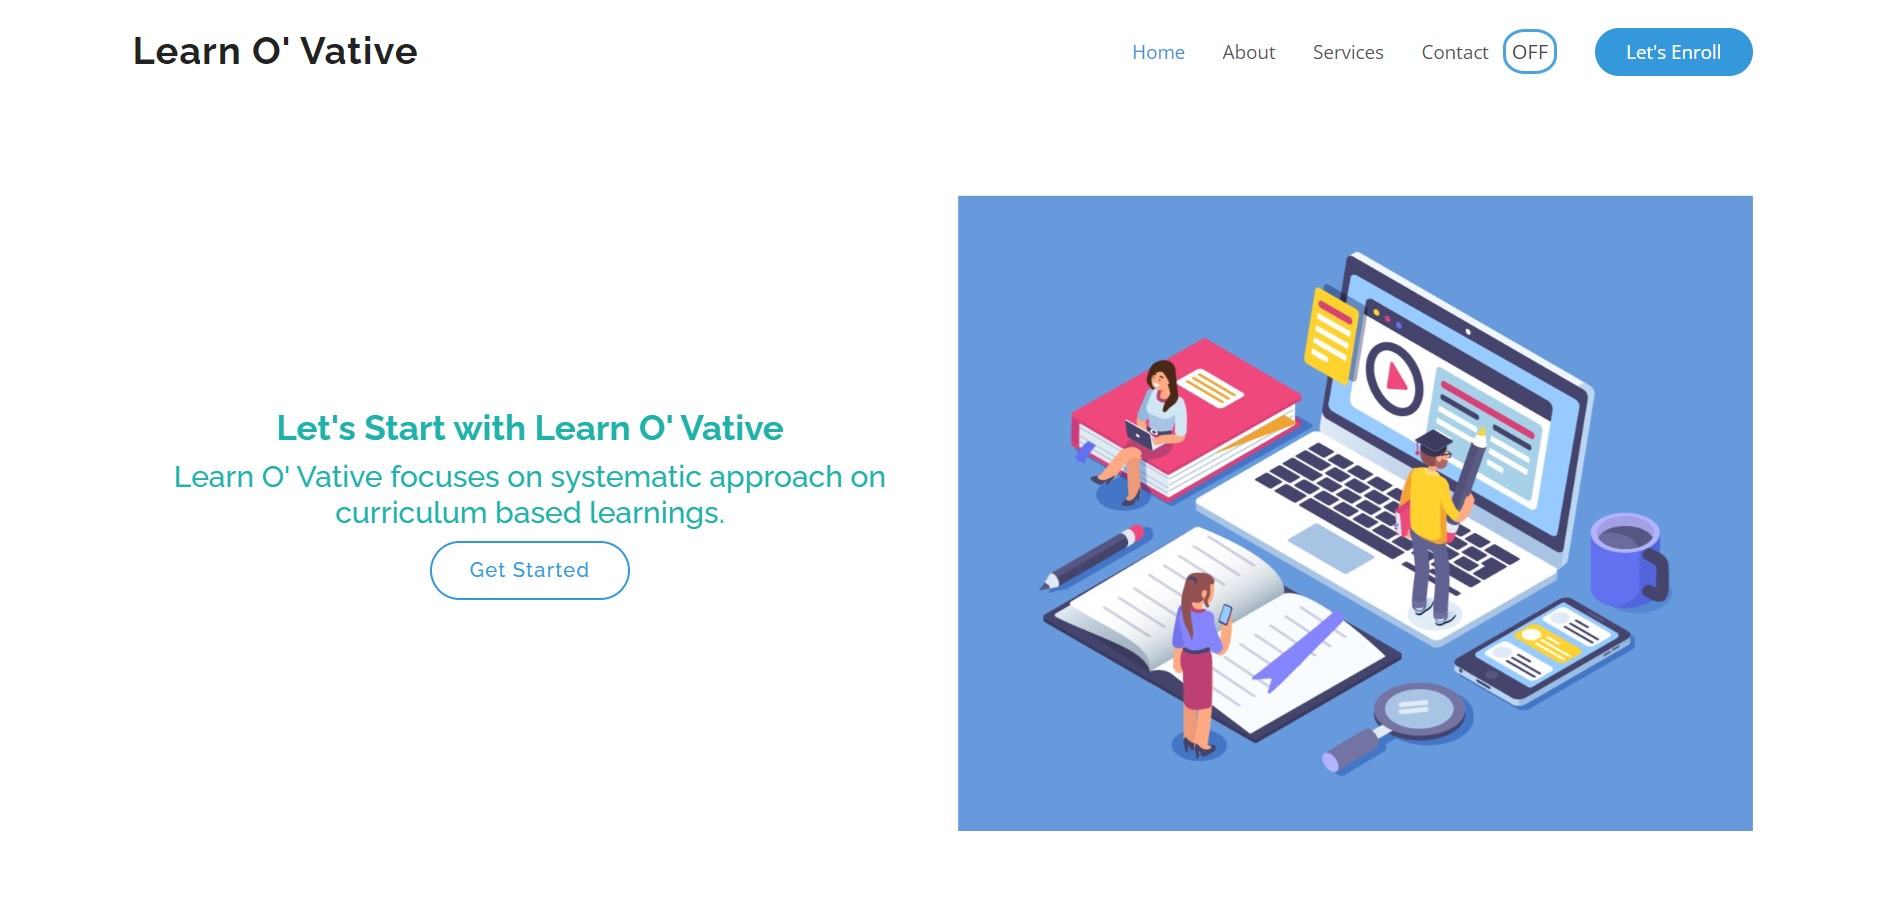 Learn O' Vative
Home About Services Contact OFF Let's Enroll
Let's Start with Learn O' Vative
Learn O' Vative focuses on systematic approach on
curriculum based learnings.
Get Started